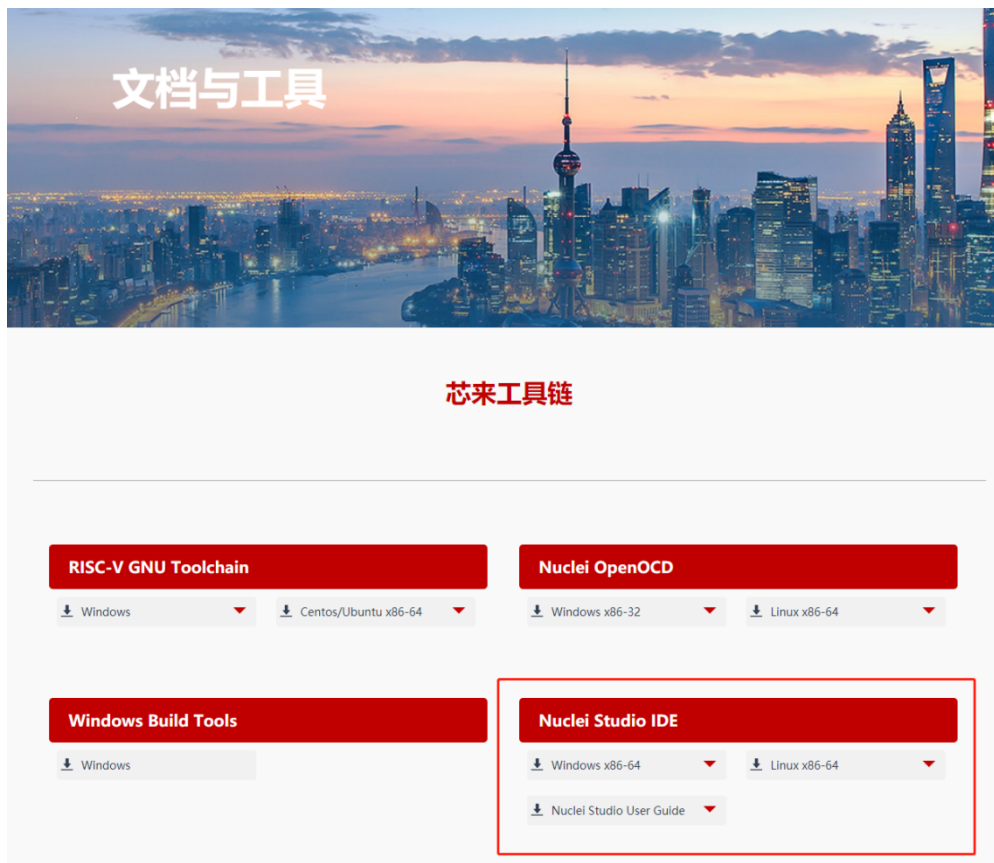 文档与工具
芯来工具链
RISC-V GNU Toolchain
Nuclei OpenOCD
Windows
Centos/Ubuntu x86-64
Windows x86-32
Linux x86-64
Windows Build Tools
Nuclei Studio IDE
Windows
Windows x86-64
Linux x86-64
Nuclei Studio User Guide